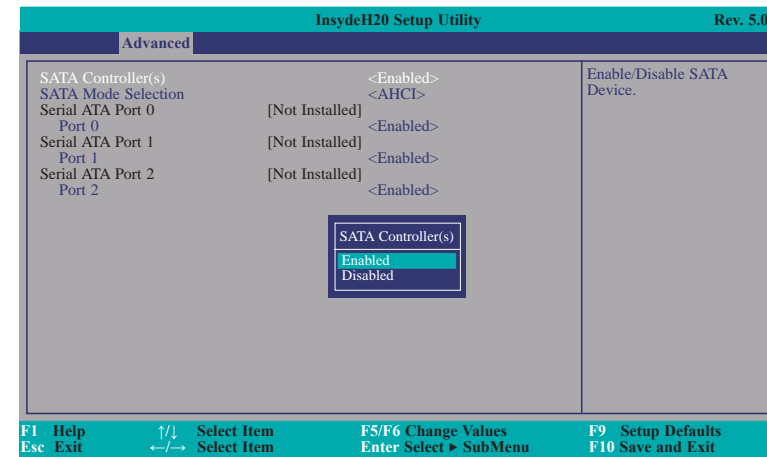 InsydeH20 Setup Utility Rev. 5.0
Advanced
SATA Controller(s) <Enabled>
SATA Mode Selection <AHCI>
Serial ATA Port 0 [Not Installed]
Port 0 <Enabled>
Serial ATA Port 1 [Not Installed]
Port 1 <Enabled>
Serial ATA Port 2 [Not Installed]
Port 2 <Enabled>
Enable/Disable SATA
Device.
SATA Controller(s)
Enabled
Disabled
F1 Help ↑/↓ Select Item F5/F6 Change Values F9 Setup Defaults
Esc Exit ←/→ Select Item Enter Select ► SubMenu F10 Save and Exit